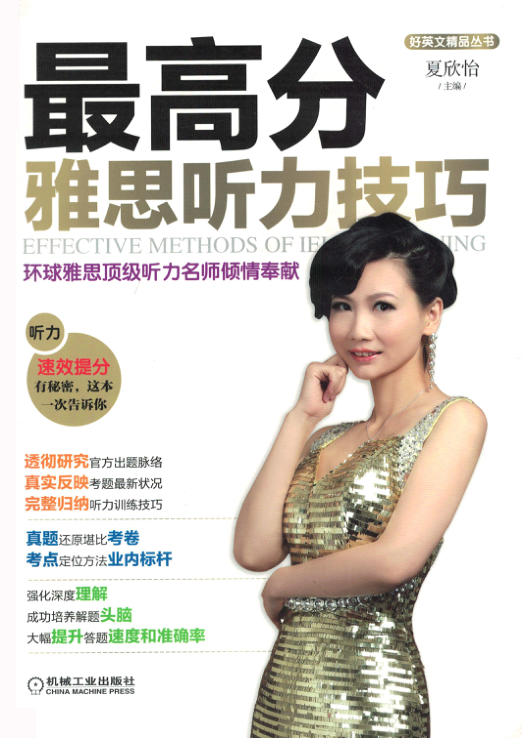 好英文精品丛书
夏欣怡
/ 主编 /
最高分
雅思听力技巧
EFFECTIVE METHODS OF
环球雅思顶级听力名师倾情奉献
听力
速效提分
有秘密，这本
一次告诉你
透彻研究官方出题脉络
真实反映考题最新状况
完整归纳听力训练技巧
真题还原堪比考卷
考点定位方法业内标杆
强化深度理解
成功培养解题头脑
大幅提升答题速度和准确率
机械工业出版社
CHINA MACHINE PRESS